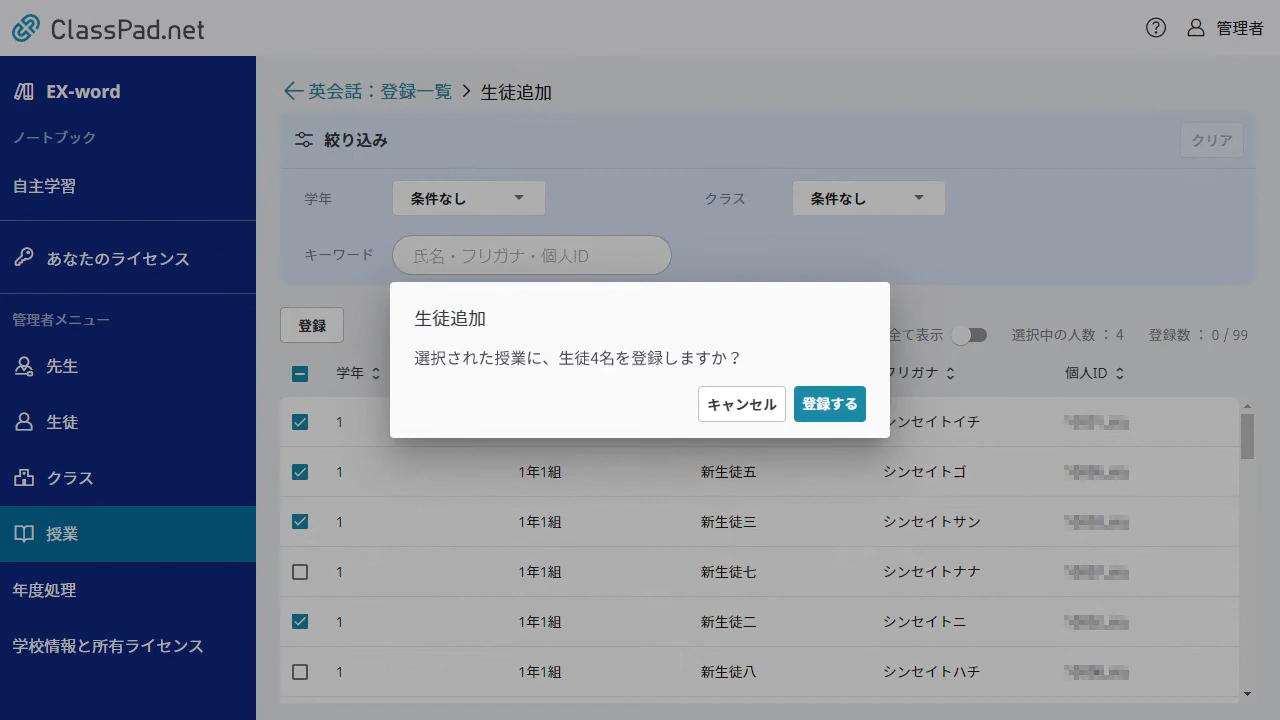 ClassPad.net
管理者
EX-word
ノートブック
自主学習
あなたのライセンス
管理者メニュー
先生
生徒
クラス
授業
年度処理
学校情報と所有ライセンス
英会話：登録一覧 > 生徒追加
絞り込み
クリア
学年 条件なし クラス 条件なし
キーワード 氏名・フリガナ・個人ID
登録 全て表示 選択中の人数 ： 4 登録数 ： 0 / 99
生徒追加
選択された授業に、生徒4名を登録しますか？
キャンセル 登録する
学年 フリガナ 個人ID
1 シンセイトイチ
1 1年1組 新生徒五 シンセイトゴ
1 1年1組 新生徒三 シンセイトサン
1 1年1組 新生徒七 シンセイトナナ
1 1年1組 新生徒二 シンセイトニ
1 1年1組 新生徒八 シンセイトハチ